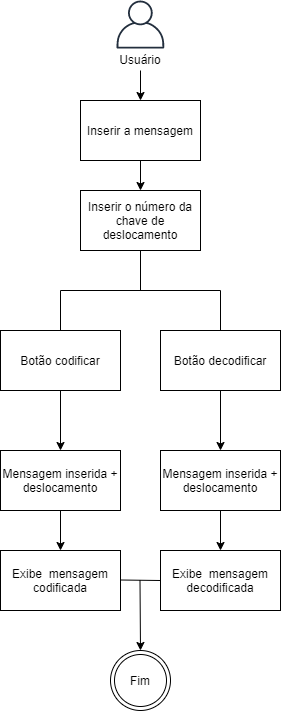 Usuário
Inserir a mensagem
Inserir o número da
chave de
deslocamento
Botão codificar
Botão decodificar
Mensagem inserida +
deslocamento
Mensagem inserida +
deslocamento
Exibe mensagem
codificada
Exibe mensagem
decodificada
Fim